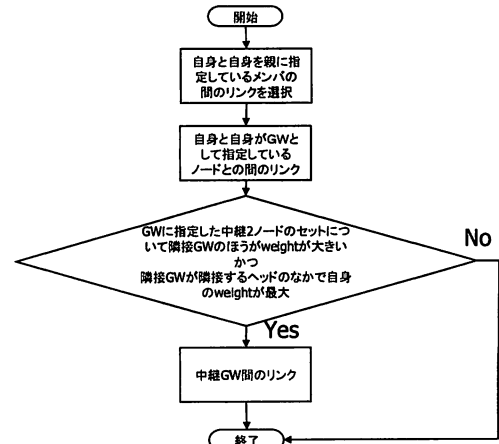 開始
自身と自身を親に指
定しているメンバの
間のリンクを選択
自身と自身がGWと
して指定している
ノードとの間のリンク
GWに指定した中継2ノードのセットにつ
いて隣接GWのほうがweightが大きい
かつ
隣接GWが隣接するヘッドのなかで自身
のweightが最大
No
Yes
中継GW間のリンク
終了